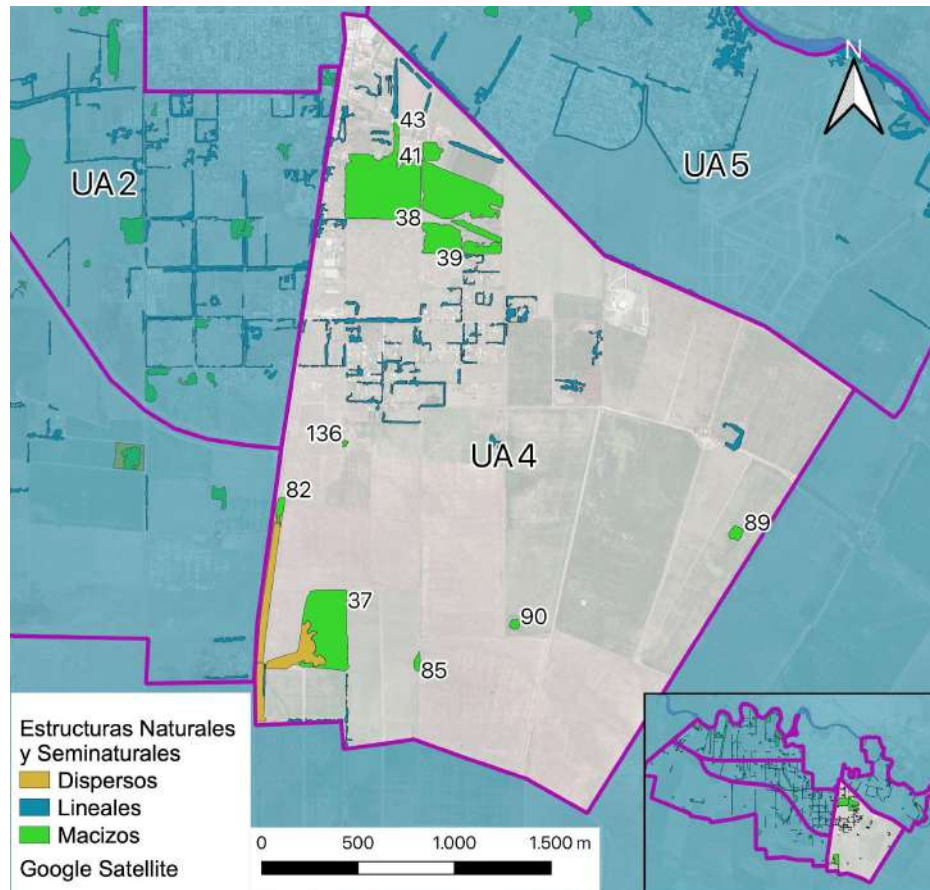 N
43
41
UA 2
UA 5
38
39
136
UA 4
82
89
37
90
85
Estructuras Naturales
y Seminaturales
Dispersos
Lineales
Macizos
Google Satellite
0 500 1.000 1.500 m